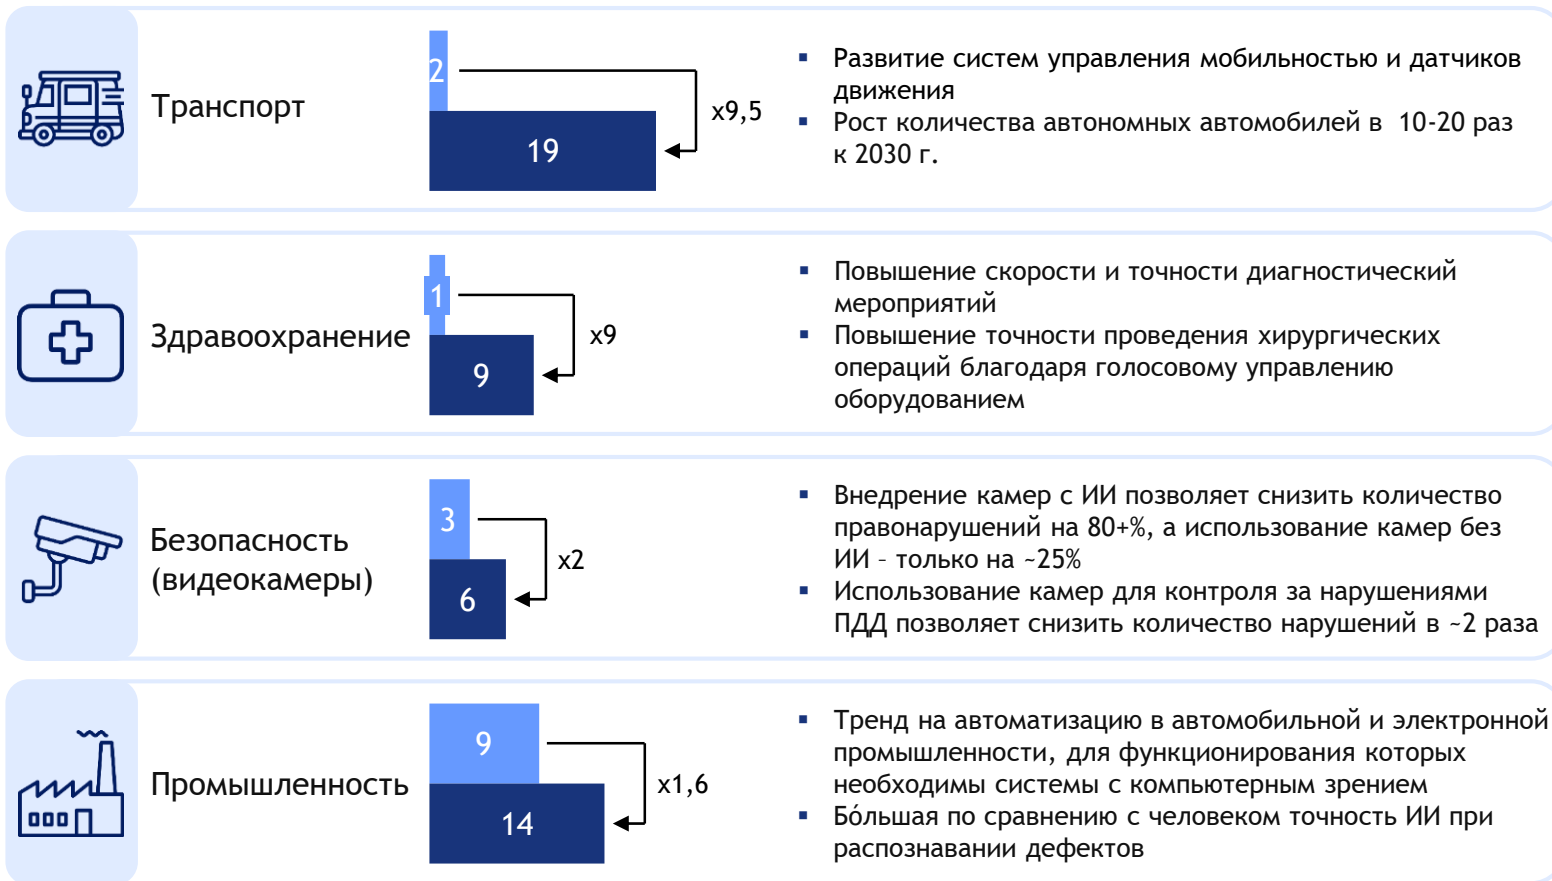 Транспорт
2
19
x9,5
▪ Развитие систем управления мобильностью и датчиков
движения
▪ Рост количества автономных автомобилей в 10-20 раз
к 2030 г.
Здравоохранение
1
9
x9
▪ Повышение скорости и точности диагностический
мероприятий
▪ Повышение точности проведения хирургических
операций благодаря голосовому управлению
оборудованием
Безопасность
(видеокамеры)
3
6
x2
▪ Внедрение камер с ИИ позволяет снизить количество
правонарушений на 80+%, а использование камер без
ИИ – только на ~25%
▪ Использование камер для контроля за нарушениями
ПДД позволяет снизить количество нарушений в ~2 раза
Промышленность
9
14
x1,6
▪ Тренд на автоматизацию в автомобильной и электронной
промышленности, для функционирования которых
необходимы системы с компьютерным зрением
▪ Бо́льшая по сравнению с человеком точность ИИ при
распознавании дефектов